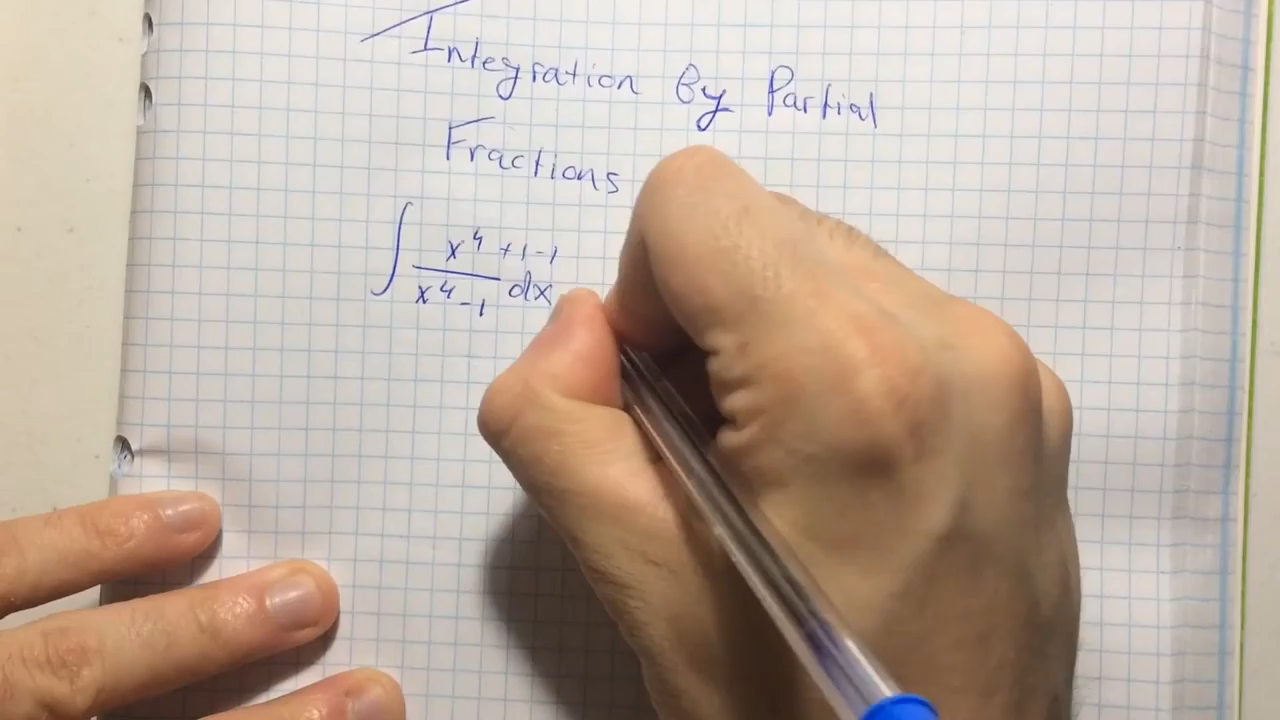 Integration By Partial
Fractions
∫ x⁴ +1-1
x⁴-1 dx